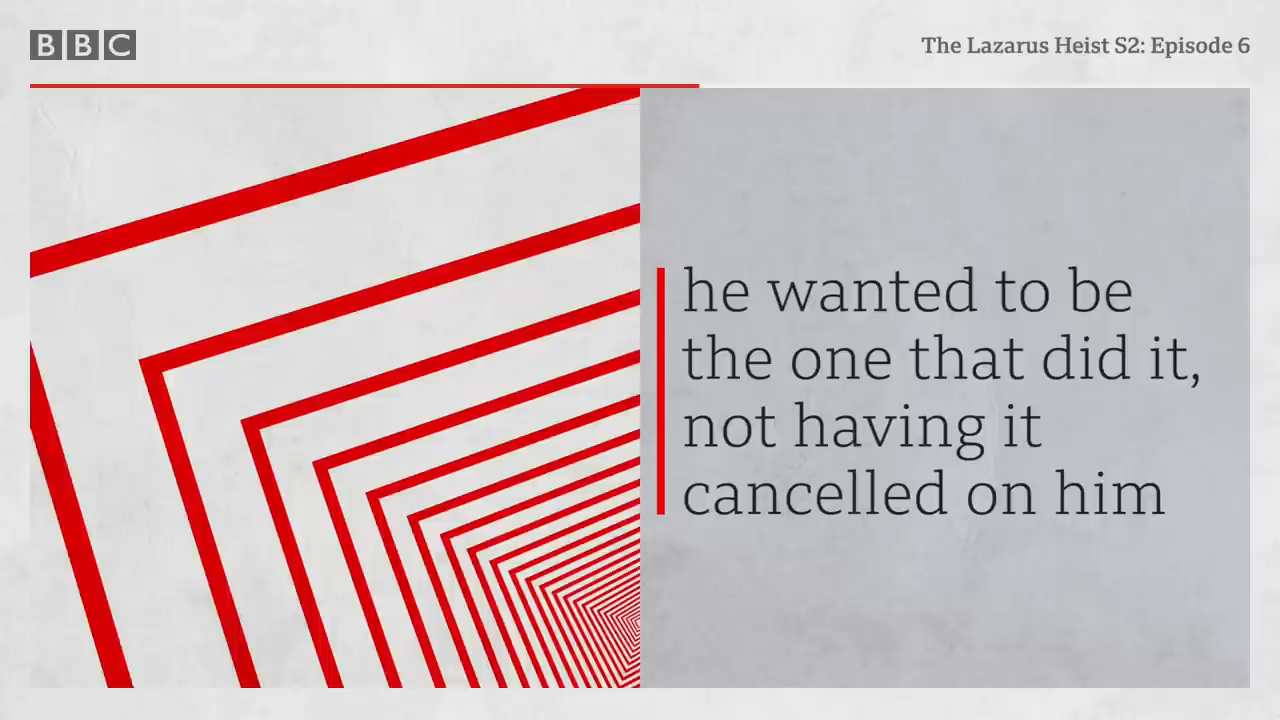 BBC
The Lazarus Heist S2: Episode 6
he wanted to be
the one that did it,
not having it
cancelled on him